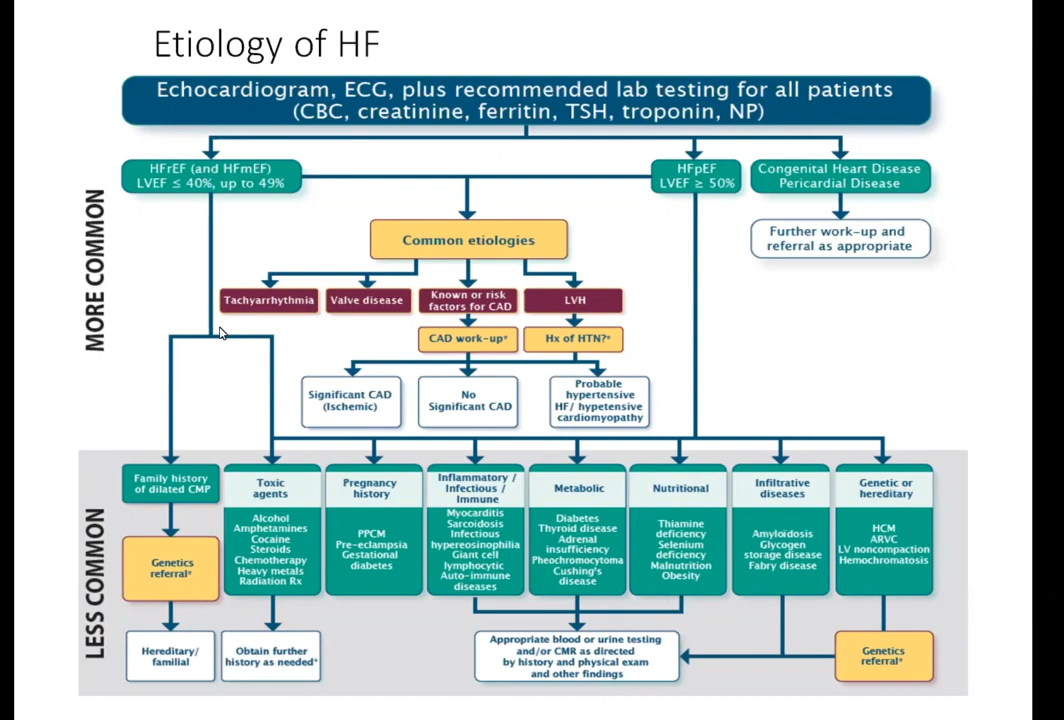 Etiology of HF
Echocardiogram, ECG, plus recommended lab testing for all patients
(CBC, creatinine, ferritin, TSH, troponin, NP)
MORE COMMON
HFrEF (and HFmEF)
LVEF ≤ 40%, up to 49%
HFpEF
LVEF ≥ 50%
Congenital Heart Disease
Pericardial Disease
Further work-up and
referral as appropriate
Common etiologies
Tachyarrhythmia
Valve disease
Known or risk
factors for CAD
LVH
CAD work-up*
Hx of HTN?*
Significant CAD
(Ischemic)
No
Significant CAD
Probable
hypertensive
HF/ hypetensive
cardiomyopathy
LESS COMMON
Family history
of dilated CMP
Genetics
referral*
Hereditary/
familial
Toxic
agents
Alcohol
Amphetamines
Cocaine
Steroids
Chemotherapy
Heavy metals
Radiation Rx
Obtain further
history as needed*
Pregnancy
history
PPCM
Pre-eclampsia
Gestational
diabetes
Inflammatory /
Infectious /
Immune
Myocarditis
Sarcoidosis
Infectious
hypereosinophilia
Giant cell
lymphocytic
Auto-immune
diseases
Metabolic
Diabetes
Thyroid disease
Adrenal
insufficiency
Pheochromocytoma
Cushing's
disease
Nutritional
Thiamine
deficiency
Selenium
deficiency
Malnutrition
Obesity
Infiltrative
diseases
Amyloïdosis
Glycogen
storage disease
Fabry disease
Genetic or
hereditary
HCM
ARVC
LV noncompaction
Hemochromatosis
Appropriate blood or urine testing
and/or CMR as directed
by history and physical exam
and other findings
Genetics
referral*